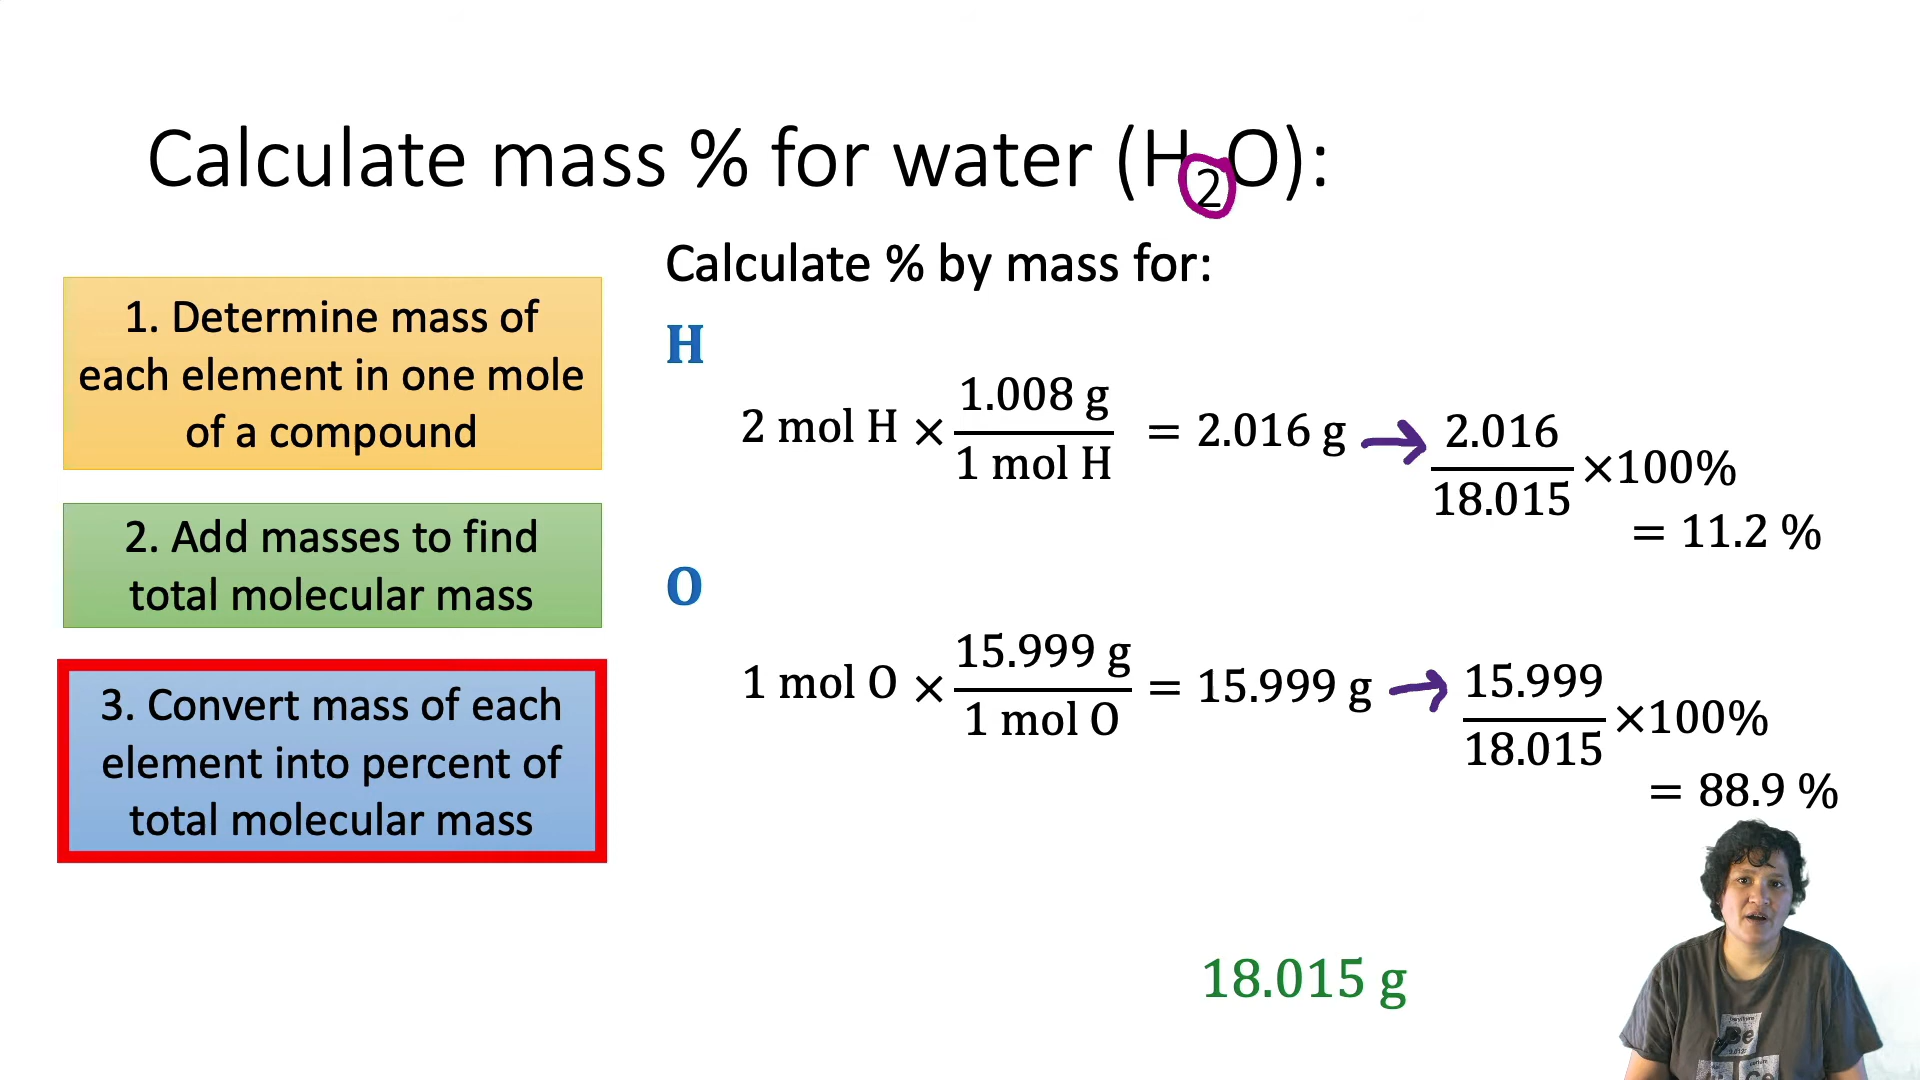 Calculate mass % for water (H₂O):
1. Determine mass of
each element in one mole
of a compound
2. Add masses to find
total molecular mass
3. Convert mass of each
element into percent of
total molecular mass
Calculate % by mass for:
H
2 mol H × 1.008 g / 1 mol H = 2.016 g → 2.016 / 18.015 ×100%
= 11.2 %
O
1 mol O × 15.999 g / 1 mol O = 15.999 g → 15.999 / 18.015 ×100%
= 88.9 %
18.015 g
Be